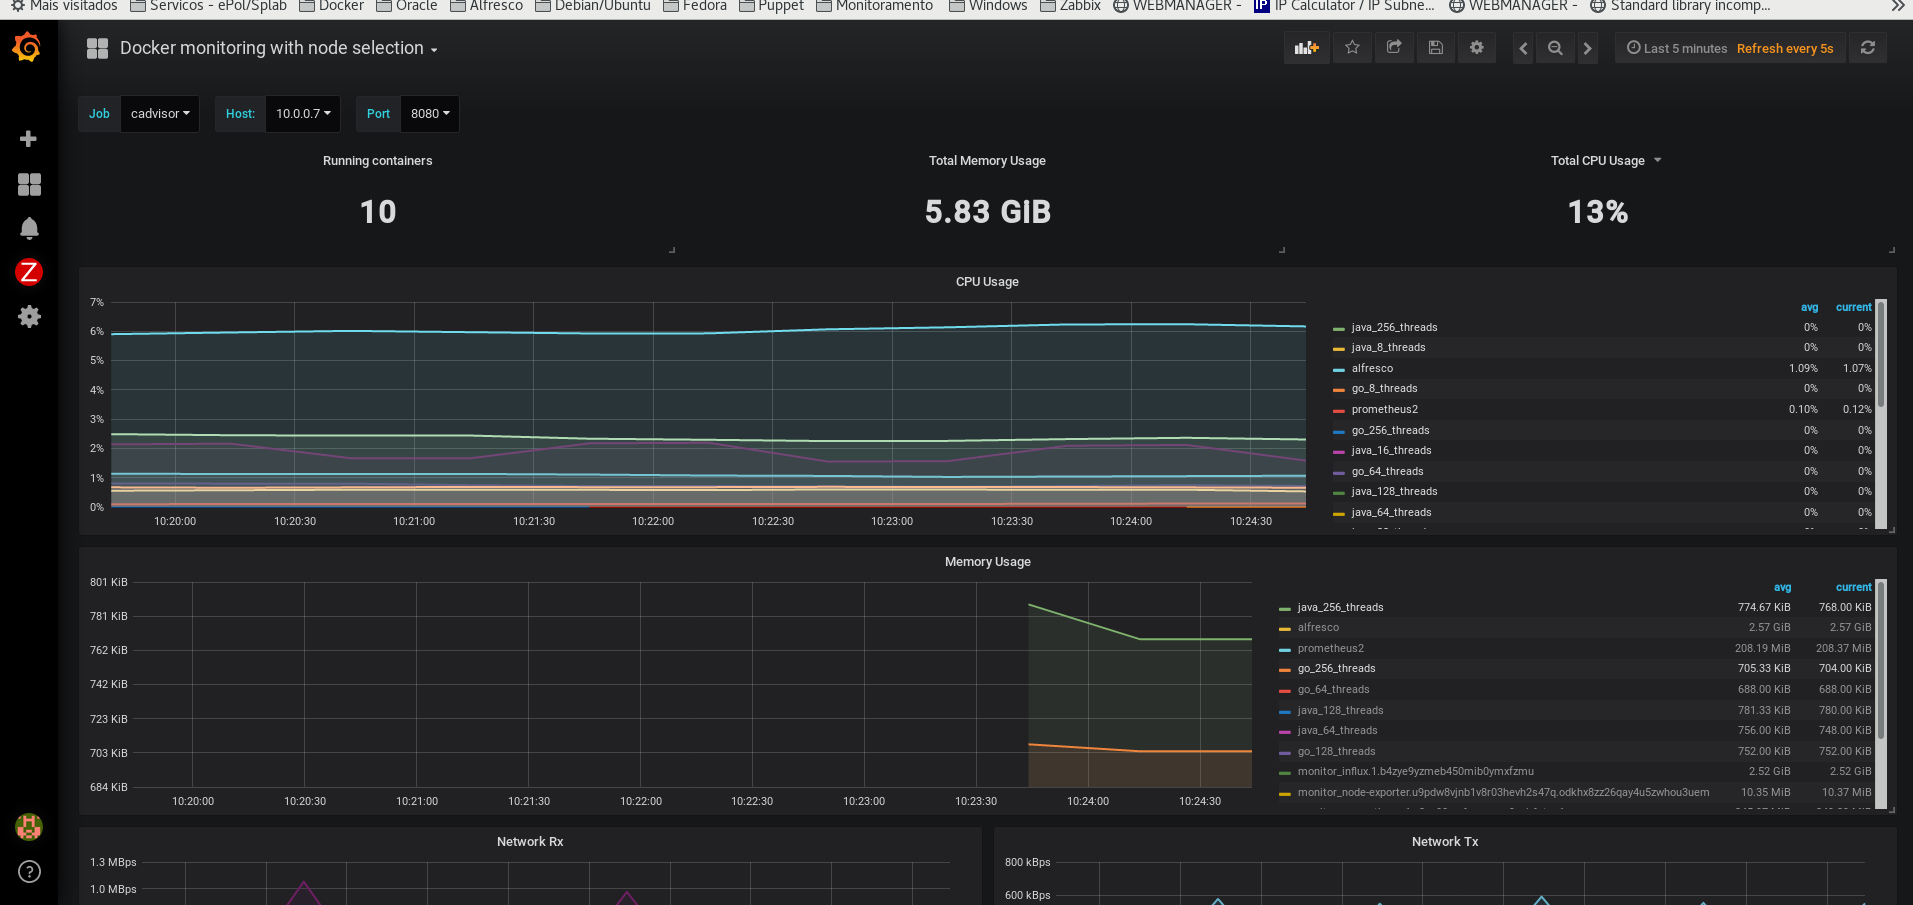 Mais visitados Servicos - ePol/Splab Docker Oracle Alfresco Debian/Ubuntu Fedora Puppet Monitoramento Windows Zabbix WEBMANAGER - IP IP Calculator / IP Subne... WEBMANAGER - Standard library incomp...
Docker monitoring with node selection
Last 5 minutes Refresh every 5s
Job cadvisor Host: 10.0.0.7 Port 8080
Running containers
10
Total Memory Usage
5.83 GiB
Total CPU Usage
13%
Z
CPU Usage
7%
6%
5%
4%
3%
2%
1%
0%
10:20:00 10:20:30 10:21:00 10:21:30 10:22:00 10:22:30 10:23:00 10:23:30 10:24:00 10:24:30
avg current
java_256_threads 0% 0%
java_8_threads 0% 0%
alfresco 1.09% 1.07%
go_8_threads 0% 0%
prometheus2 0.10% 0.12%
go_256_threads 0% 0%
java_16_threads 0% 0%
go_64_threads 0% 0%
java_128_threads 0% 0%
java_64_threads 0% 0%
Memory Usage
801 KiB
781 KiB
762 KiB
742 KiB
723 KiB
703 KiB
684 KiB
10:20:00 10:20:30 10:21:00 10:21:30 10:22:00 10:22:30 10:23:00 10:23:30 10:24:00 10:24:30
avg current
java_256_threads 774.67 KiB 768.00 KiB
alfresco 2.57 GiB 2.57 GiB
prometheus2 208.19 MiB 208.37 MiB
go_256_threads 705.33 KiB 704.00 KiB
go_64_threads 688.00 KiB 688.00 KiB
java_128_threads 781.33 KiB 780.00 KiB
java_64_threads 756.00 KiB 748.00 KiB
go_128_threads 752.00 KiB 752.00 KiB
monitor_influx.1.b4zye9yzmeb450mib0ymxfzmu 2.52 GiB 2.52 GiB
monitor_node-exporter.u9pdw8vjnb1v8r03hevh2s47q.odkhx8zz26qay4u5zwhou3uem 10.35 MiB 10.37 MiB
Network Rx
1.3 MBps
1.0 MBps
Network Tx
800 kBps
600 kBps